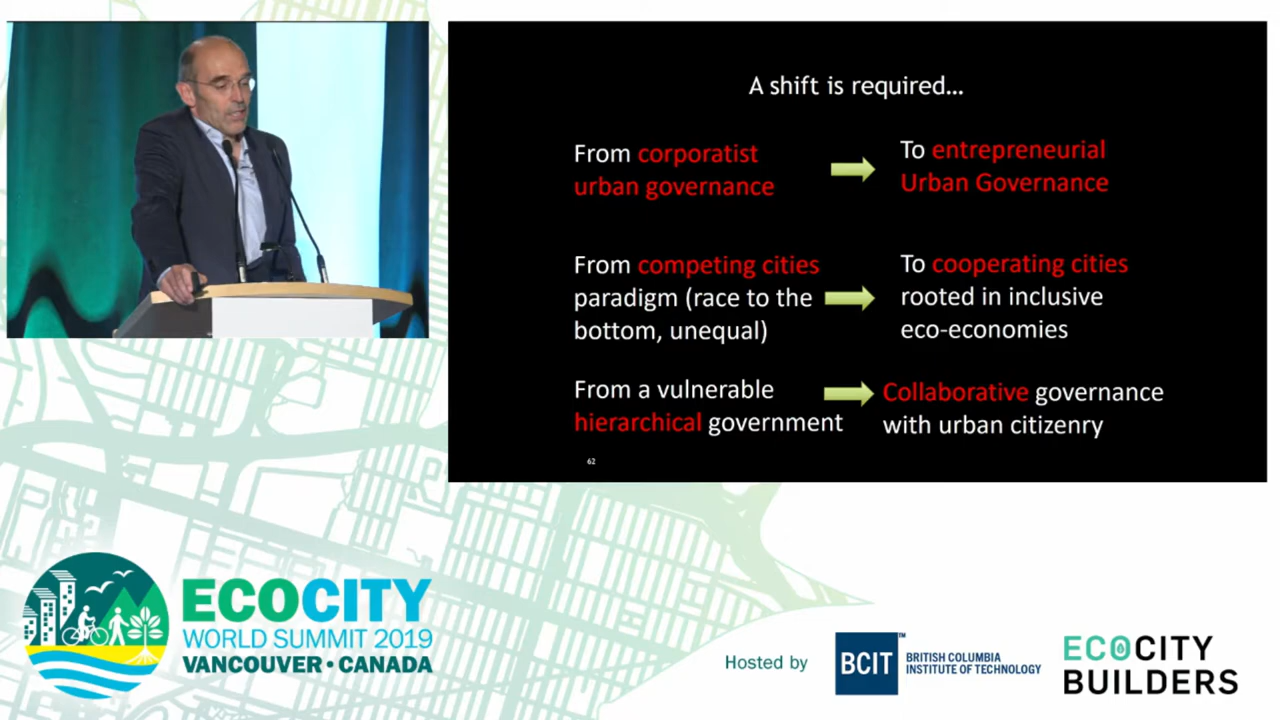 A shift is required...
From corporatist
urban governance
To entrepreneurial
Urban Governance
From competing cities
paradigm (race to the
bottom, unequal)
To cooperating cities
rooted in inclusive
eco-economies
From a vulnerable
hierarchical government
Collaborative governance
with urban citizenry
62
ECOCITY
WORLD SUMMIT 2019
VANCOUVER • CANADA
Hosted by
BCIT™
BRITISH COLUMBIA
INSTITUTE OF TECHNOLOGY
ECOCITY
BUILDERS